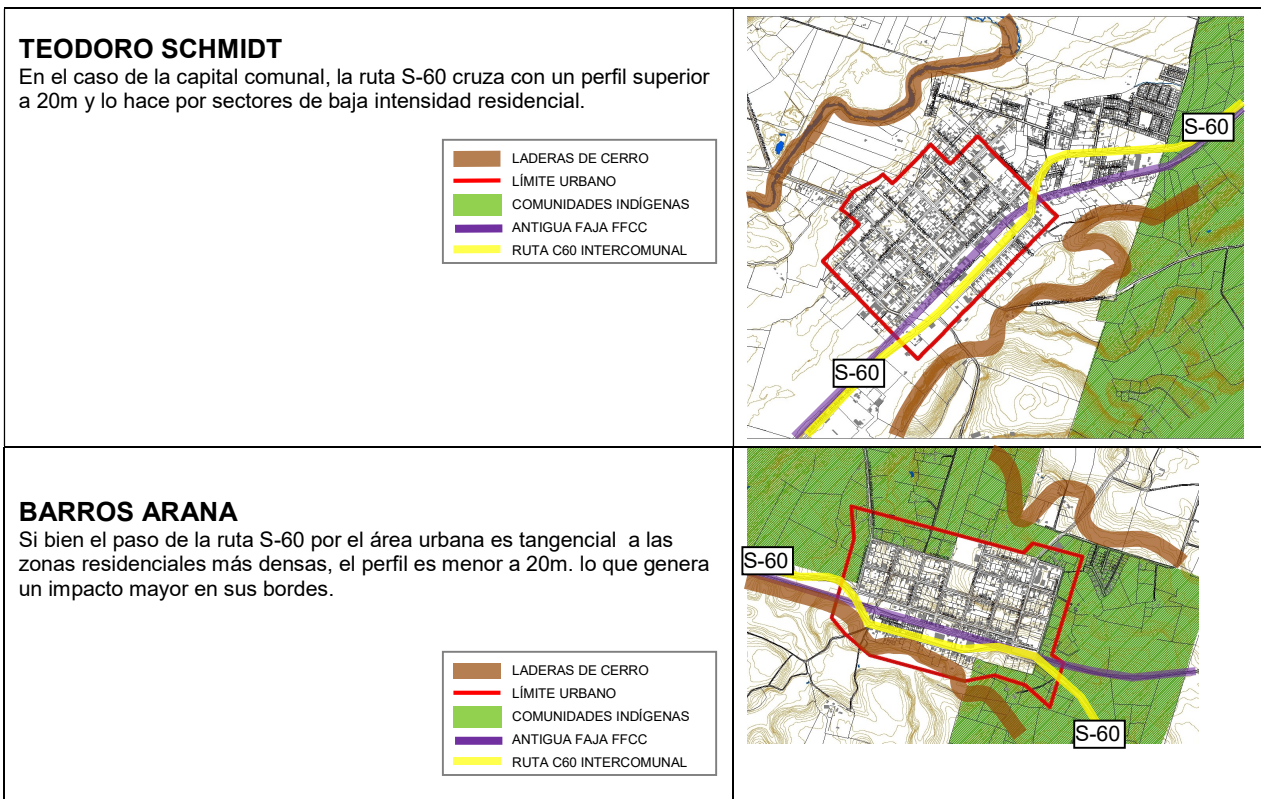 TEODORO SCHMIDT
En el caso de la capital comunal, la ruta S-60 cruza con un perfil superior
a 20m y lo hace por sectores de baja intensidad residencial.
LADERAS DE CERRO
LÍMITE URBANO
COMUNIDADES INDÍGENAS
ANTIGUA FAJA FFCC
RUTA C60 INTERCOMUNAL
S-60
S-60
BARROS ARANA
Si bien el paso de la ruta S-60 por el área urbana es tangencial a las
zonas residenciales más densas, el perfil es menor a 20m. lo que genera
un impacto mayor en sus bordes.
LADERAS DE CERRO
LÍMITE URBANO
COMUNIDADES INDÍGENAS
ANTIGUA FAJA FFCC
RUTA C60 INTERCOMUNAL
S-60
S-60